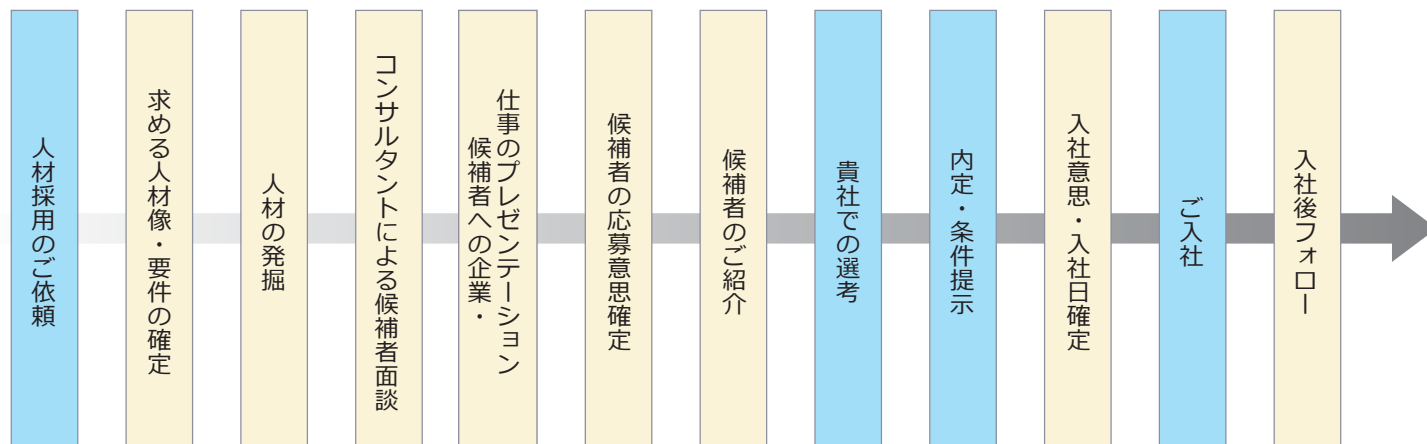 人材採用のご依頼
求める人材像・要件の確定
人材の発掘
コンサルタントによる候補者面談
仕事のプレゼンテーション
候補者への企業・
候補者の応募意思確定
候補者のご紹介
貴社での選考
内定・条件提示
入社意思・入社日確定
ご入社
入社後フォロー